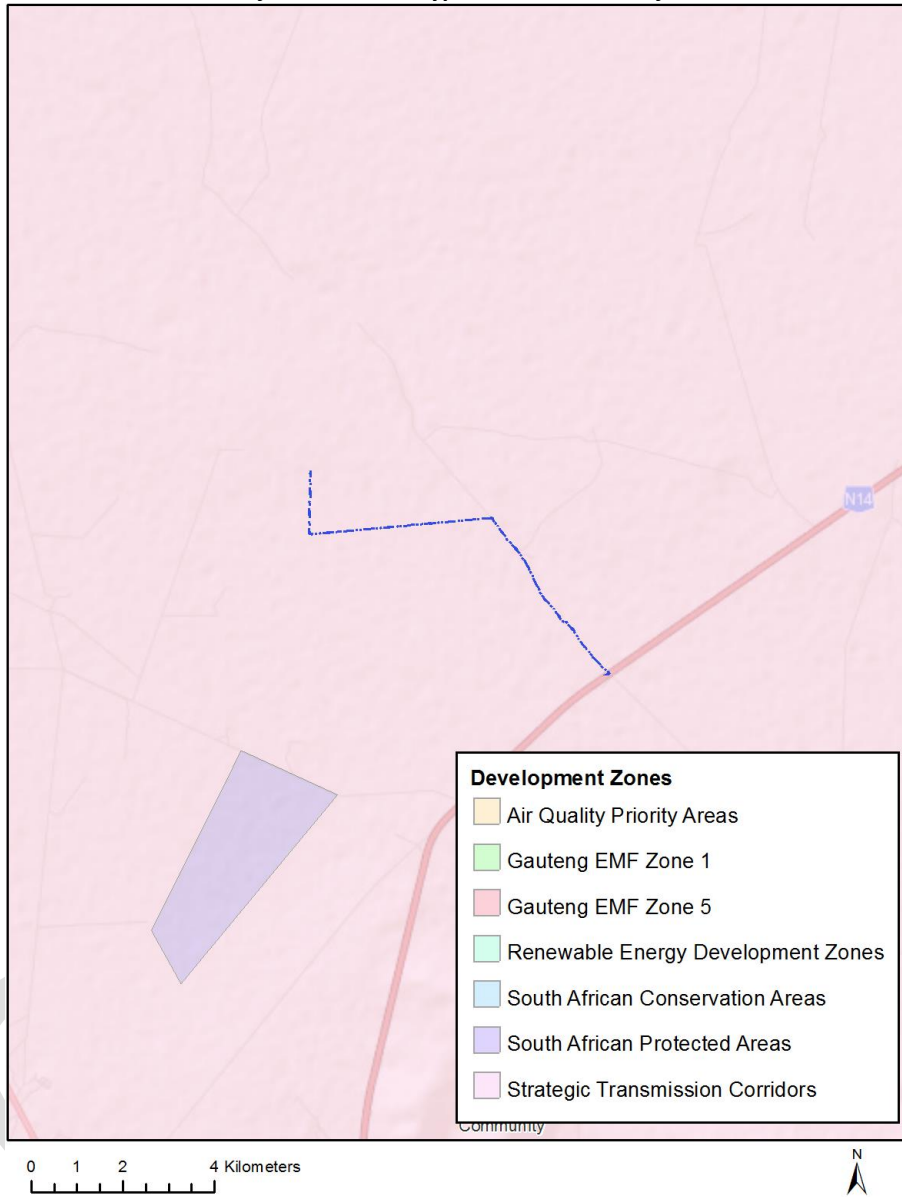 N14
Development Zones
Air Quality Priority Areas
Gauteng EMF Zone 1
Gauteng EMF Zone 5
Renewable Energy Development Zones
South African Conservation Areas
South African Protected Areas
Strategic Transmission Corridors
Community
0 1 2 4 Kilometers
N